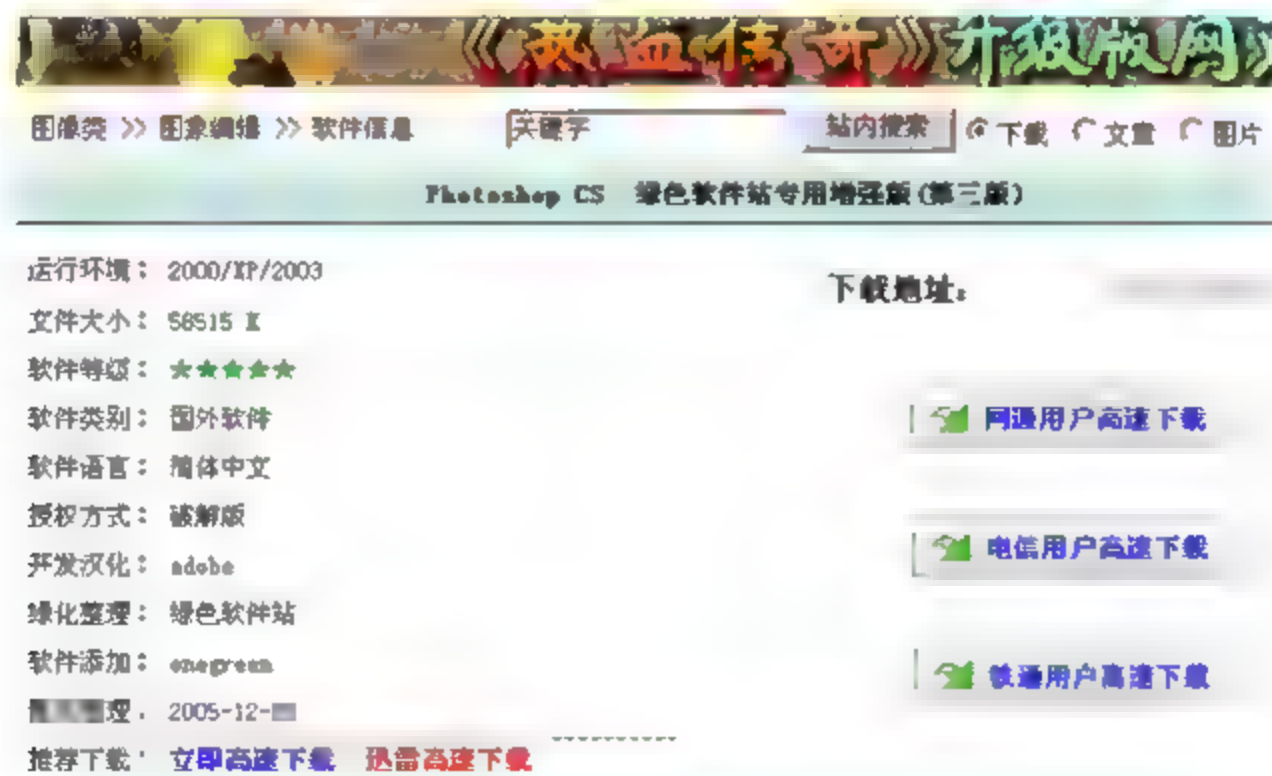 《热血传奇》升级版网
图像类 >> 图象编辑 >> 软件信息 关键字 站内搜索 下载 文章 图片
Photoshop CS 绿色软件站专用增强版(第三版)
运行环境： 2000/XP/2003
下载地址：
文件大小： 58515 K
软件等级： ★★★★★
软件类别： 国外软件
网通用户高速下载
软件语言： 简体中文
授权方式： 破解版
电信用户高速下载
开发汉化： adobe
绿化整理： 绿色软件站
软件添加： onegreen
铁通用户高速下载
理： 2005-12-
推荐下载： 立即高速下载 迅雷高速下载